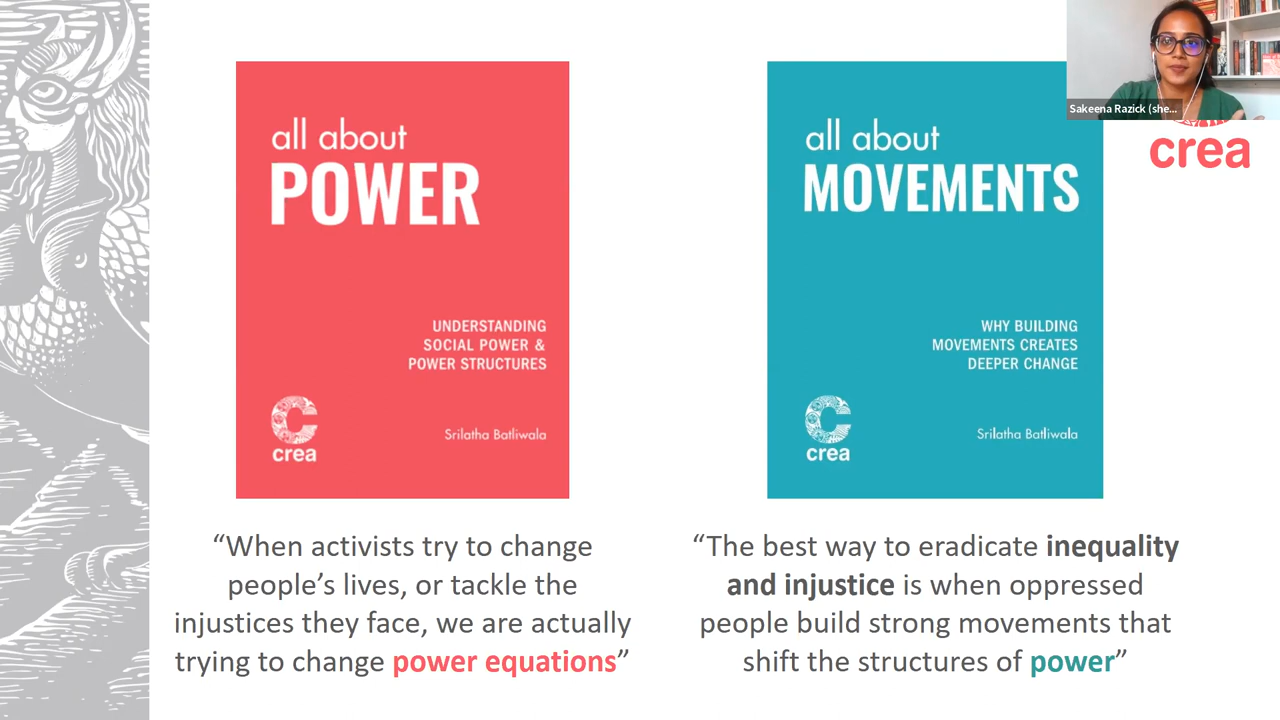 all about
POWER
UNDERSTANDING
SOCIAL POWER &
POWER STRUCTURES
Srilatha Batliwala
crea
“When activists try to change
people’s lives, or tackle the
injustices they face, we are actually
trying to change power equations”
all about
MOVEMENTS
WHY BUILDING
MOVEMENTS CREATES
DEEPER CHANGE
Srilatha Batliwala
crea
“The best way to eradicate inequality
and injustice is when oppressed
people build strong movements that
shift the structures of power”
Sakeena Razick (she...
crea